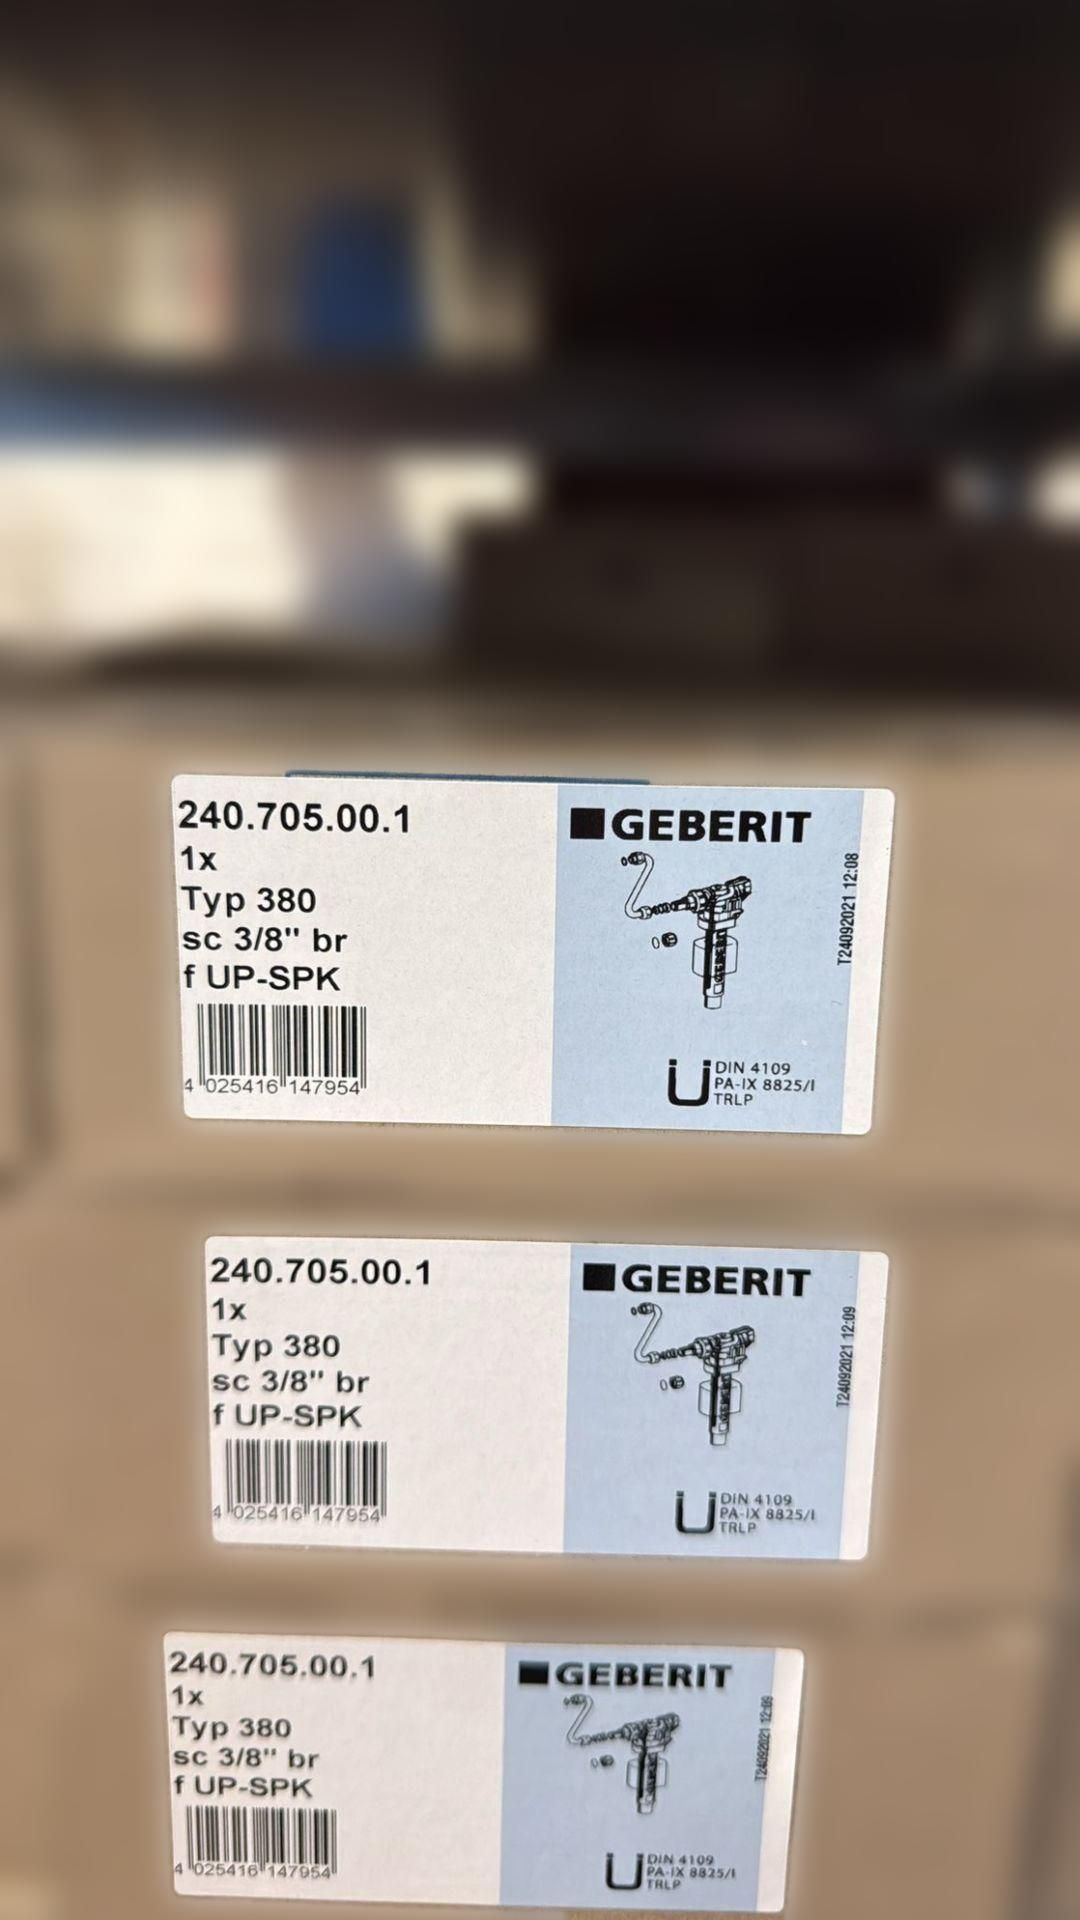 240.705.00.1
1x
Typ 380
sc 3/8" br
f UP-SPK
4 025416 147954
GEBERIT
T24092021 12:08
DIN 4109
PA-IX 8825/I
TRLP
240.705.00.1
1x
Typ 380
sc 3/8" br
f UP-SPK
4 025416 147954
GEBERIT
T24092021 12:09
DIN 4109
PA-IX 8825/I
TRLP
240.705.00.1
1x
Typ 380
sc 3/8" br
f UP-SPK
4 025416 147954
GEBERIT
T24092021 12:09
DIN 4109
PA-IX 8825/I
TRLP